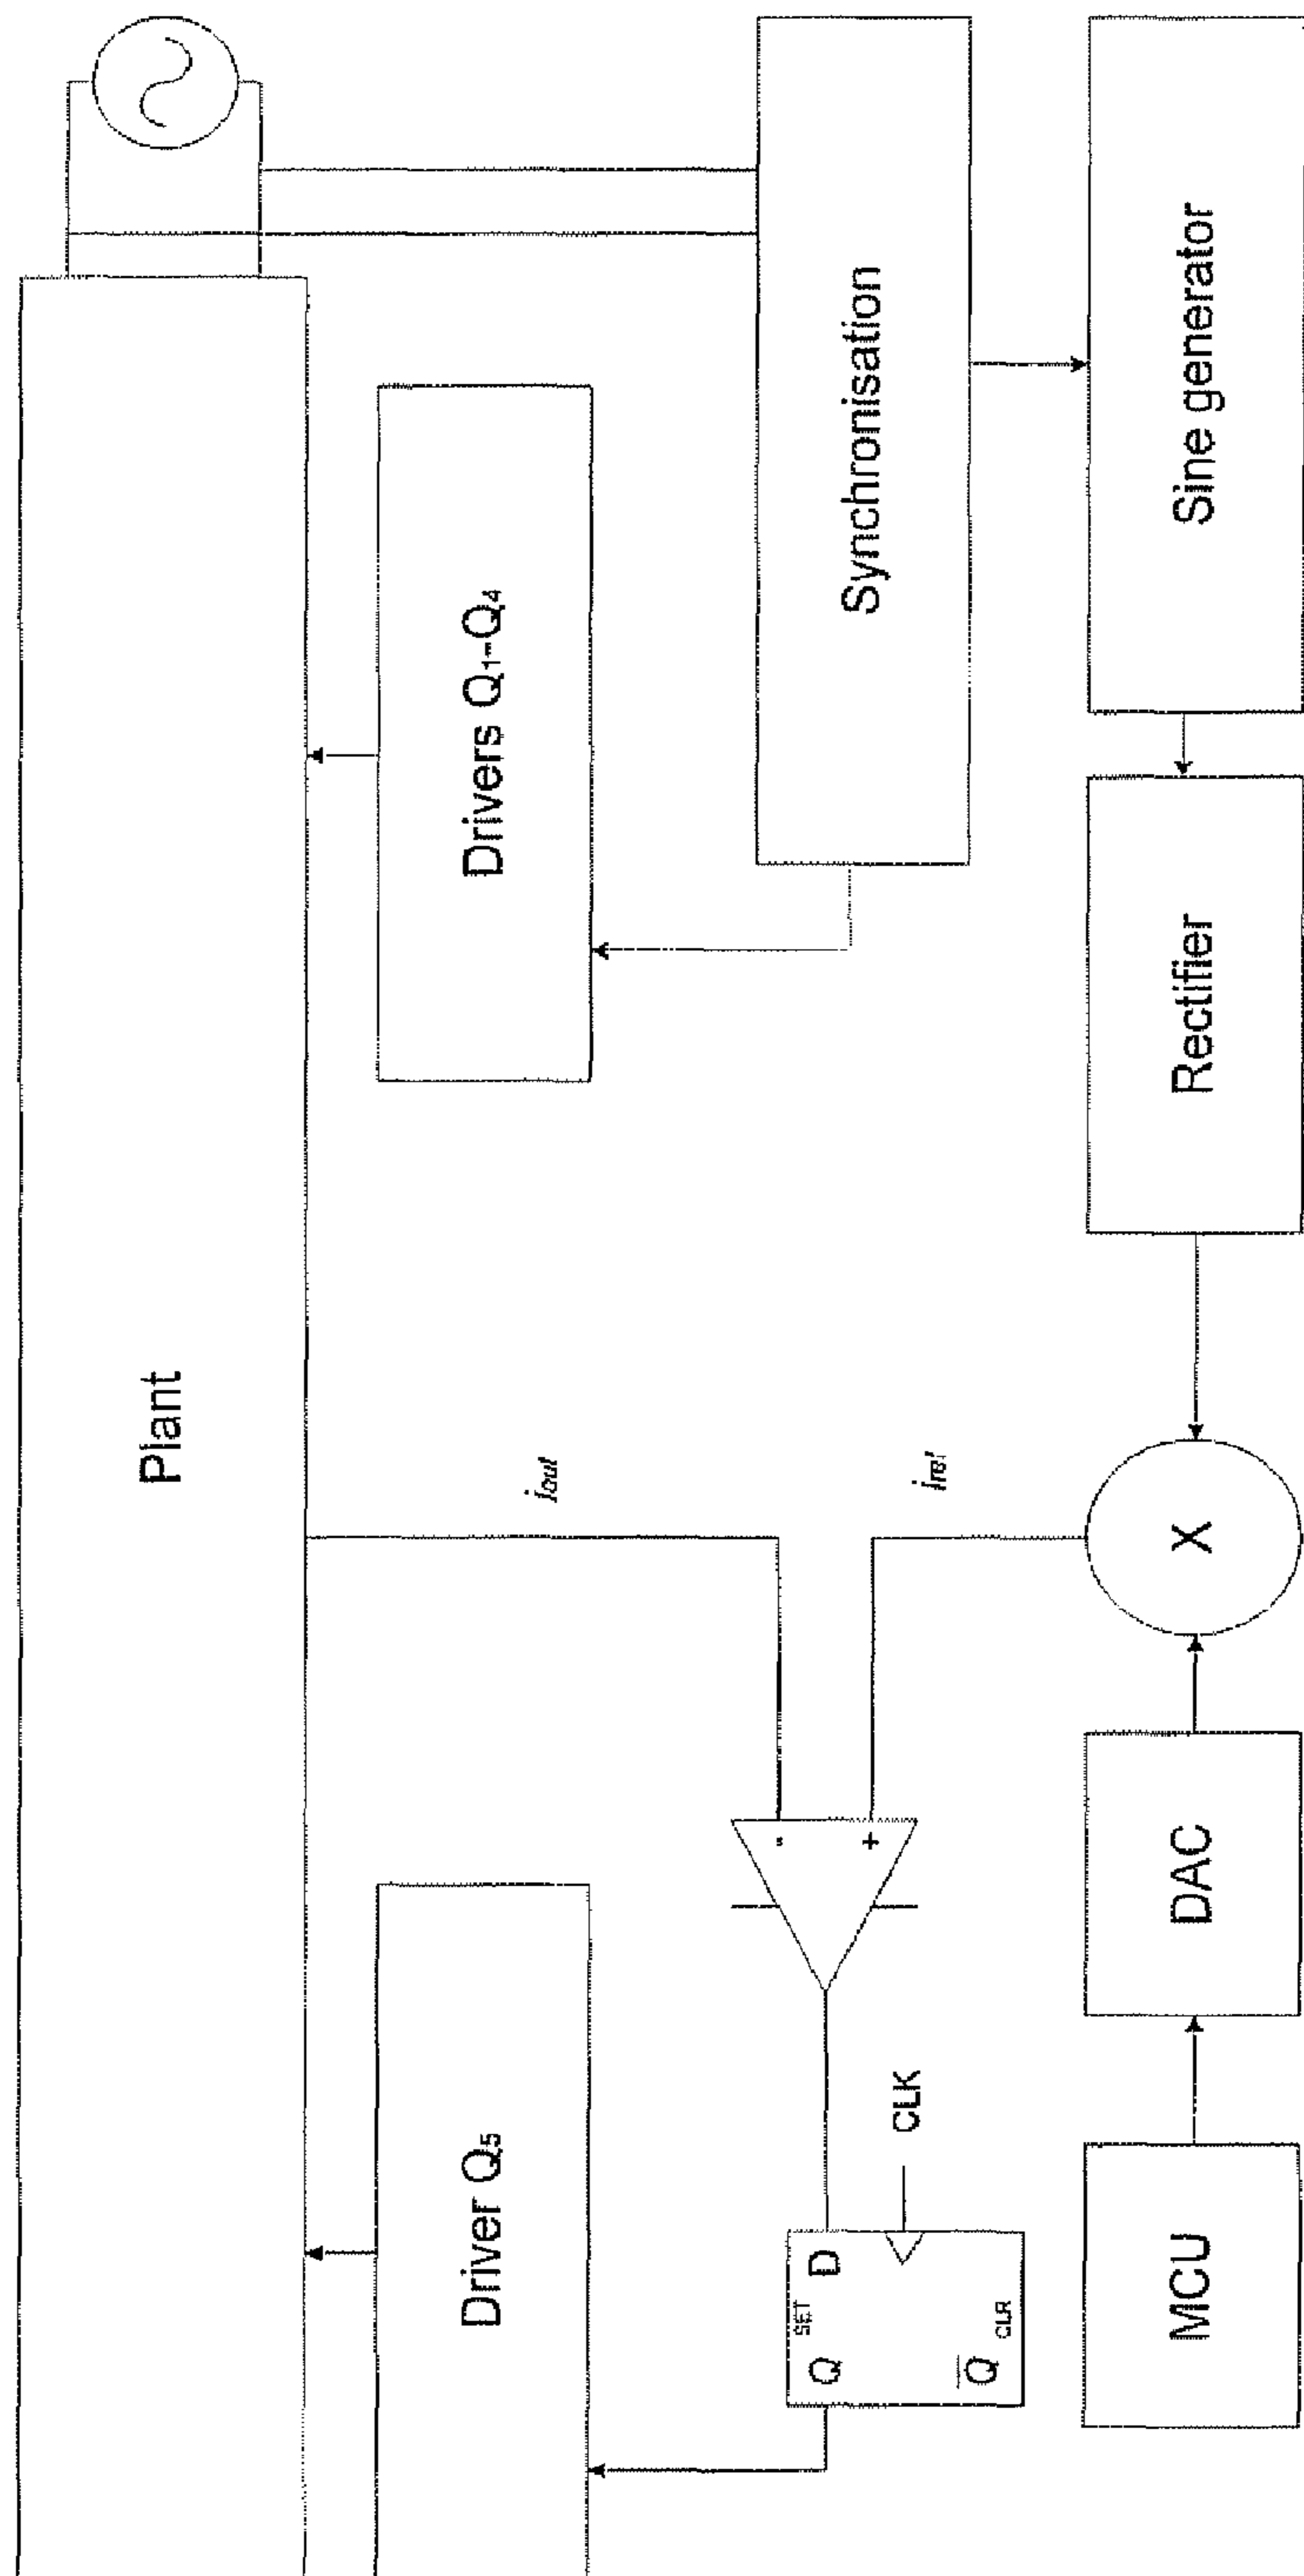 Plant
Driver Q5
Drivers Q1-Q4
iout
iref
Synchronisation
SET
Q
D
Q
CLR
CLK
-
+
MCU
DAC
X
Rectifier
Sine generator